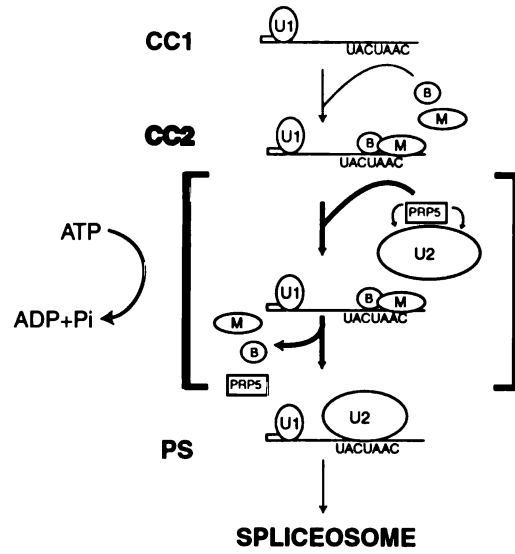 CC1
U1
UACUAAC
B
M
CC2
U1
B
M
UACUAAC
PRP5
U2
ATP
ADP+Pi
U1
B
M
UACUAAC
M
B
PRP5
PS
U1
U2
UACUAAC
SPLICEOSOME